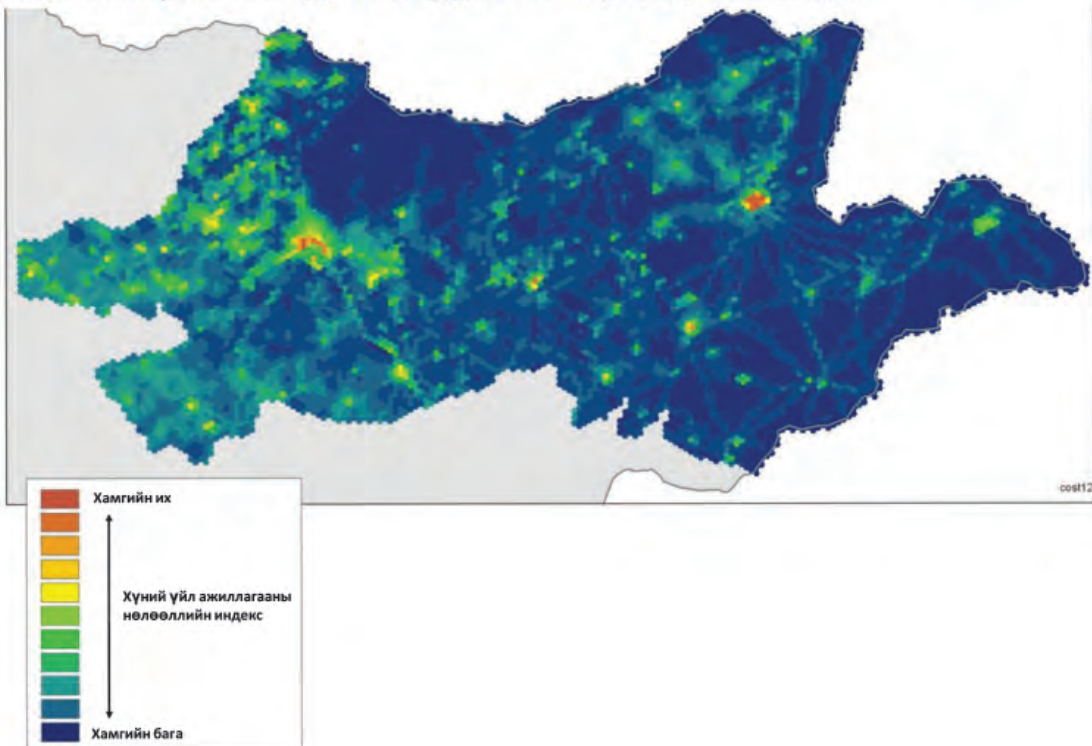 cost12
Хамгийн их
Хүний үйл ажиллагааны
нөлөөллийн индекс
Хамгийн бага